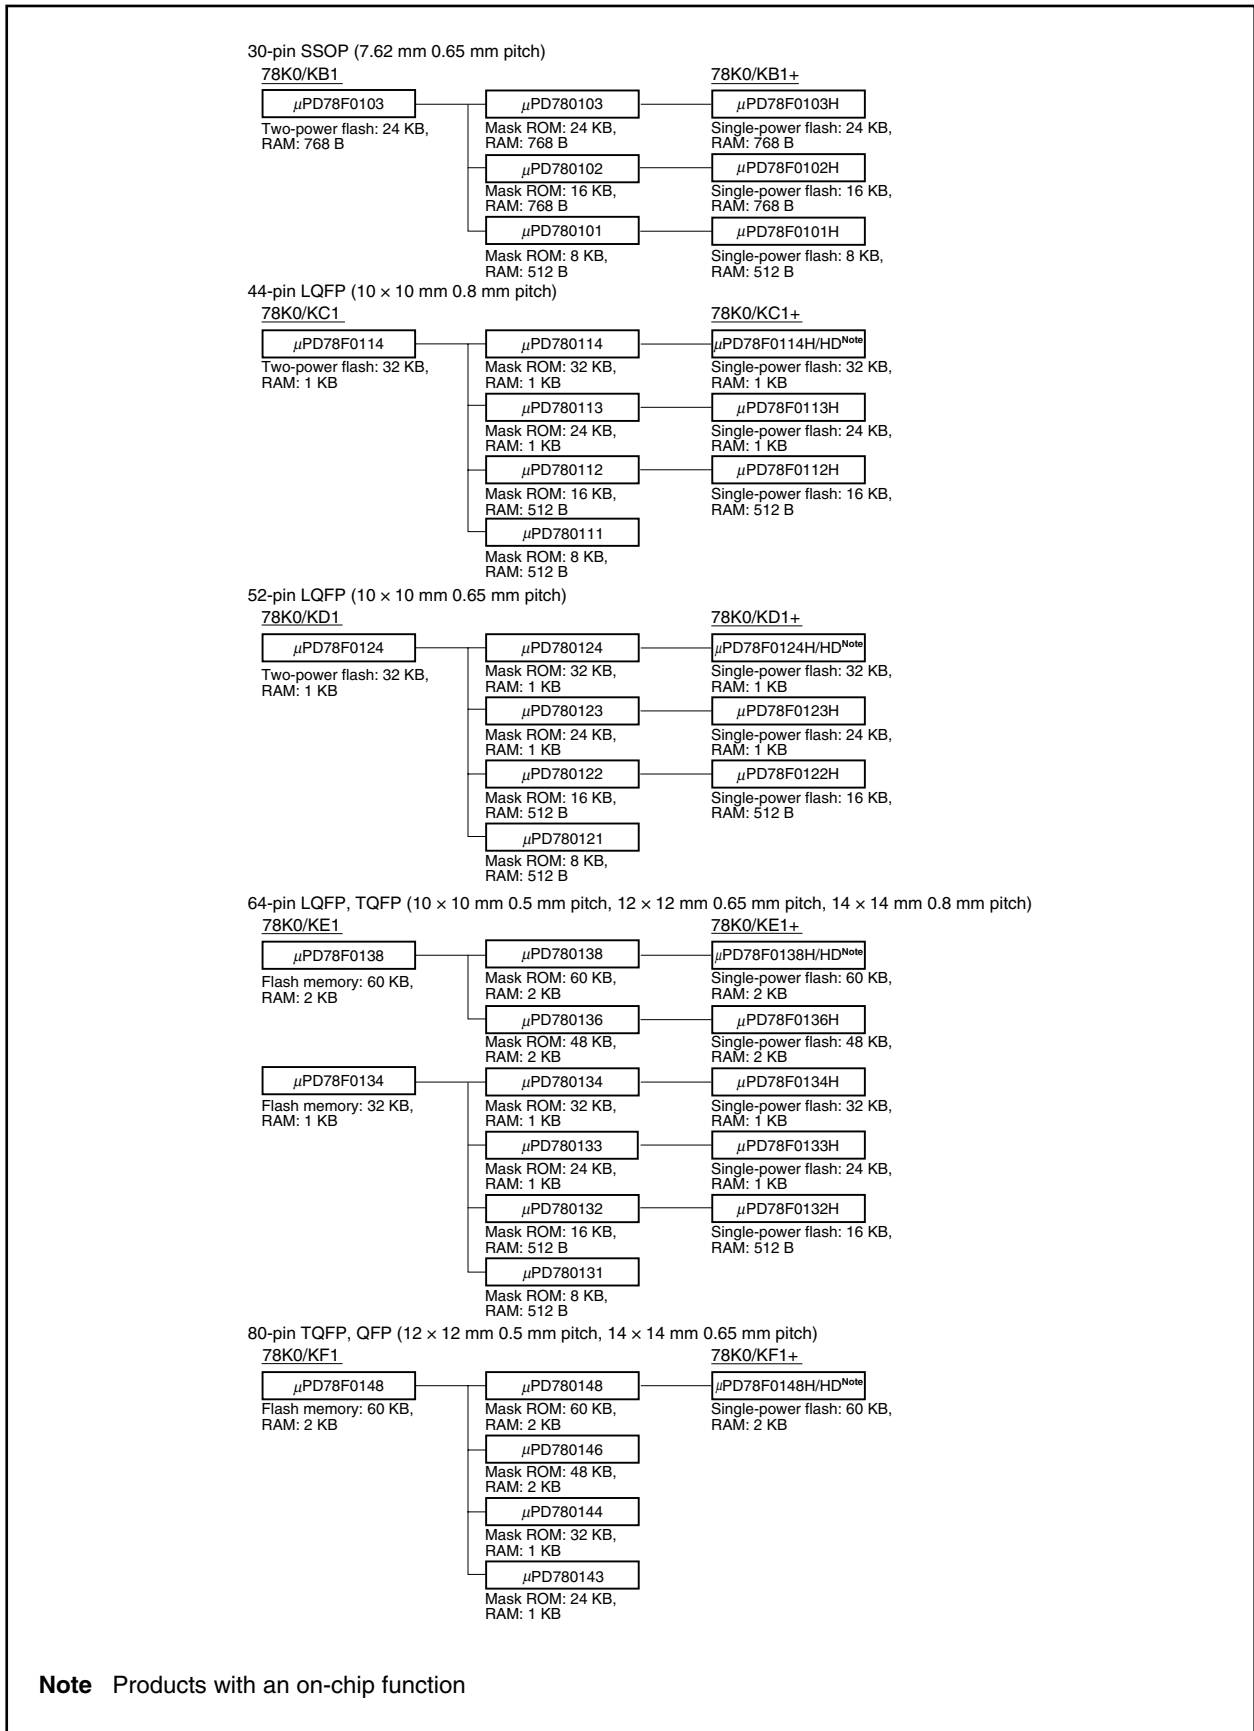 30-pin SSOP (7.62 mm 0.65 mm pitch)
78K0/KB1 78K0/KB1+
μPD78F0103 μPD780103 μPD78F0103H
Two-power flash: 24 KB, Mask ROM: 24 KB, Single-power flash: 24 KB,
RAM: 768 B RAM: 768 B RAM: 768 B
μPD780102 μPD78F0102H
Mask ROM: 16 KB, Single-power flash: 16 KB,
RAM: 768 B RAM: 768 B
μPD780101 μPD78F0101H
Mask ROM: 8 KB, Single-power flash: 8 KB,
RAM: 512 B RAM: 512 B
44-pin LQFP (10 × 10 mm 0.8 mm pitch)
78K0/KC1 78K0/KC1+
μPD78F0114 μPD780114 μPD78F0114H/HDNote
Two-power flash: 32 KB, Mask ROM: 32 KB, Single-power flash: 32 KB,
RAM: 1 KB RAM: 1 KB RAM: 1 KB
μPD780113 μPD78F0113H
Mask ROM: 24 KB, Single-power flash: 24 KB,
RAM: 1 KB RAM: 1 KB
μPD780112 μPD78F0112H
Mask ROM: 16 KB, Single-power flash: 16 KB,
RAM: 512 B RAM: 512 B
μPD780111
Mask ROM: 8 KB,
RAM: 512 B
52-pin LQFP (10 × 10 mm 0.65 mm pitch)
78K0/KD1 78K0/KD1+
μPD78F0124 μPD780124 μPD78F0124H/HDNote
Two-power flash: 32 KB, Mask ROM: 32 KB, Single-power flash: 32 KB,
RAM: 1 KB RAM: 1 KB RAM: 1 KB
μPD780123 μPD78F0123H
Mask ROM: 24 KB, Single-power flash: 24 KB,
RAM: 1 KB RAM: 1 KB
μPD780122 μPD78F0122H
Mask ROM: 16 KB, Single-power flash: 16 KB,
RAM: 512 B RAM: 512 B
μPD780121
Mask ROM: 8 KB,
RAM: 512 B
64-pin LQFP, TQFP (10 × 10 mm 0.5 mm pitch, 12 × 12 mm 0.65 mm pitch, 14 × 14 mm 0.8 mm pitch)
78K0/KE1 78K0/KE1+
μPD78F0138 μPD780138 μPD78F0138H/HDNote
Flash memory: 60 KB, Mask ROM: 60 KB, Single-power flash: 60 KB,
RAM: 2 KB RAM: 2 KB RAM: 2 KB
μPD780136 μPD78F0136H
Mask ROM: 48 KB, Single-power flash: 48 KB,
RAM: 2 KB RAM: 2 KB
μPD78F0134 μPD780134 μPD78F0134H
Flash memory: 32 KB, Mask ROM: 32 KB, Single-power flash: 32 KB,
RAM: 1 KB RAM: 1 KB RAM: 1 KB
μPD780133 μPD78F0133H
Mask ROM: 24 KB, Single-power flash: 24 KB,
RAM: 1 KB RAM: 1 KB
μPD780132 μPD78F0132H
Mask ROM: 16 KB, Single-power flash: 16 KB,
RAM: 512 B RAM: 512 B
μPD780131
Mask ROM: 8 KB,
RAM: 512 B
80-pin TQFP, QFP (12 × 12 mm 0.5 mm pitch, 14 × 14 mm 0.65 mm pitch)
78K0/KF1 78K0/KF1+
μPD78F0148 μPD780148 μPD78F0148H/HDNote
Flash memory: 60 KB, Mask ROM: 60 KB, Single-power flash: 60 KB,
RAM: 2 KB RAM: 2 KB RAM: 2 KB
μPD780146
Mask ROM: 48 KB,
RAM: 2 KB
μPD780144
Mask ROM: 32 KB,
RAM: 1 KB
μPD780143
Mask ROM: 24 KB,
RAM: 1 KB
Note Products with an on-chip function